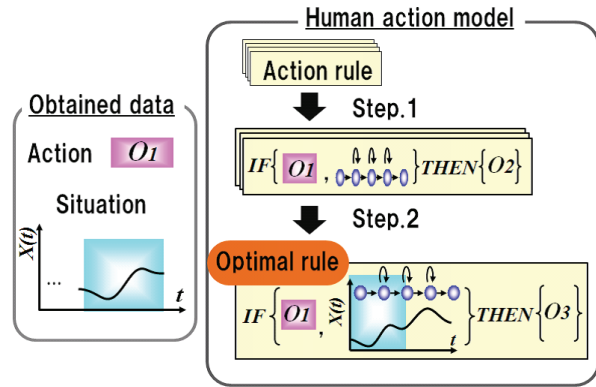 Human action model
Action rule
Step.1
Obtained data
Action O1
IF{ O1 , }THEN{O2}
Situation
Step.2
X(t)
... t
Optimal rule
IF{ O1 , X(t) t }THEN{O3}